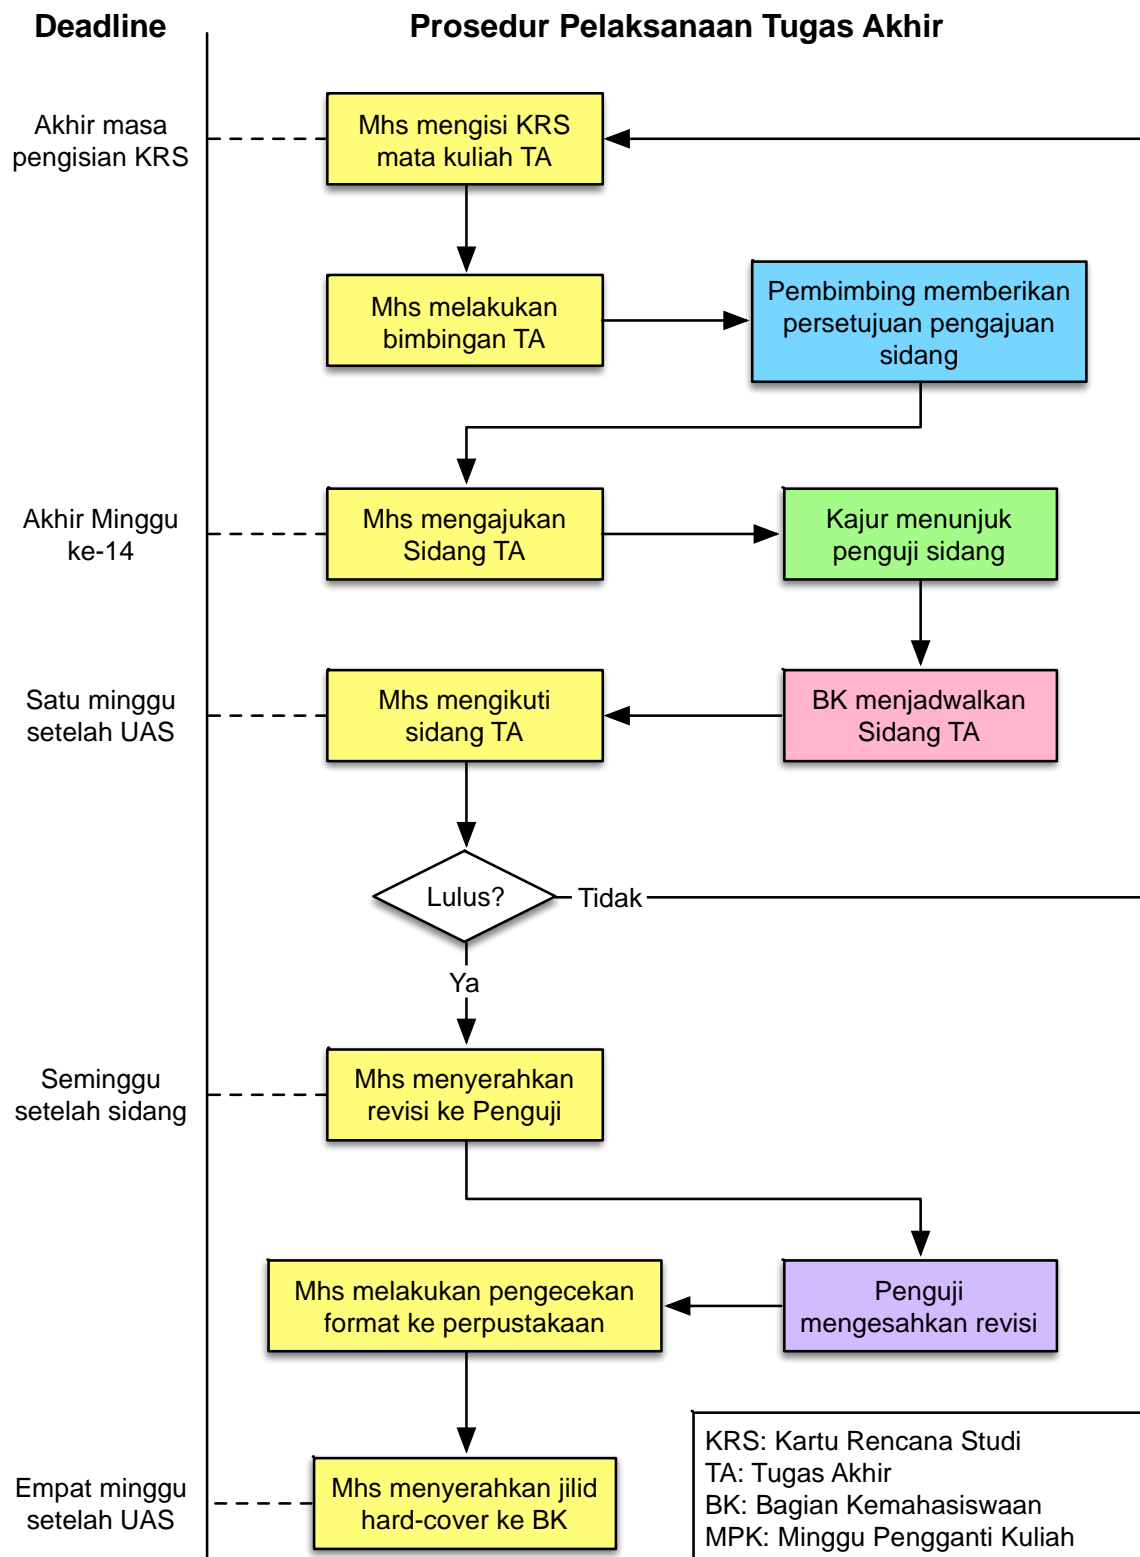 Deadline
Prosedur Pelaksanaan Tugas Akhir
Akhir masa
pengisian KRS
Mhs mengisi KRS
mata kuliah TA
Mhs melakukan
bimbingan TA
Pembimbing memberikan
persetujuan pengajuan
sidang
Akhir Minggu
ke-14
Mhs mengajukan
Sidang TA
Kajur menunjuk
penguji sidang
Satu minggu
setelah UAS
Mhs mengikuti
sidang TA
BK menjadwalkan
Sidang TA
Lulus?
Tidak
Ya
Seminggu
setelah sidang
Mhs menyerahkan
revisi ke Penguji
Mhs melakukan pengecekan
format ke perpustakaan
Penguji
mengesahkan revisi
Empat minggu
setelah UAS
Mhs menyerahkan jilid
hard-cover ke BK
KRS: Kartu Rencana Studi
TA: Tugas Akhir
BK: Bagian Kemahasiswaan
MPK: Minggu Pengganti Kuliah